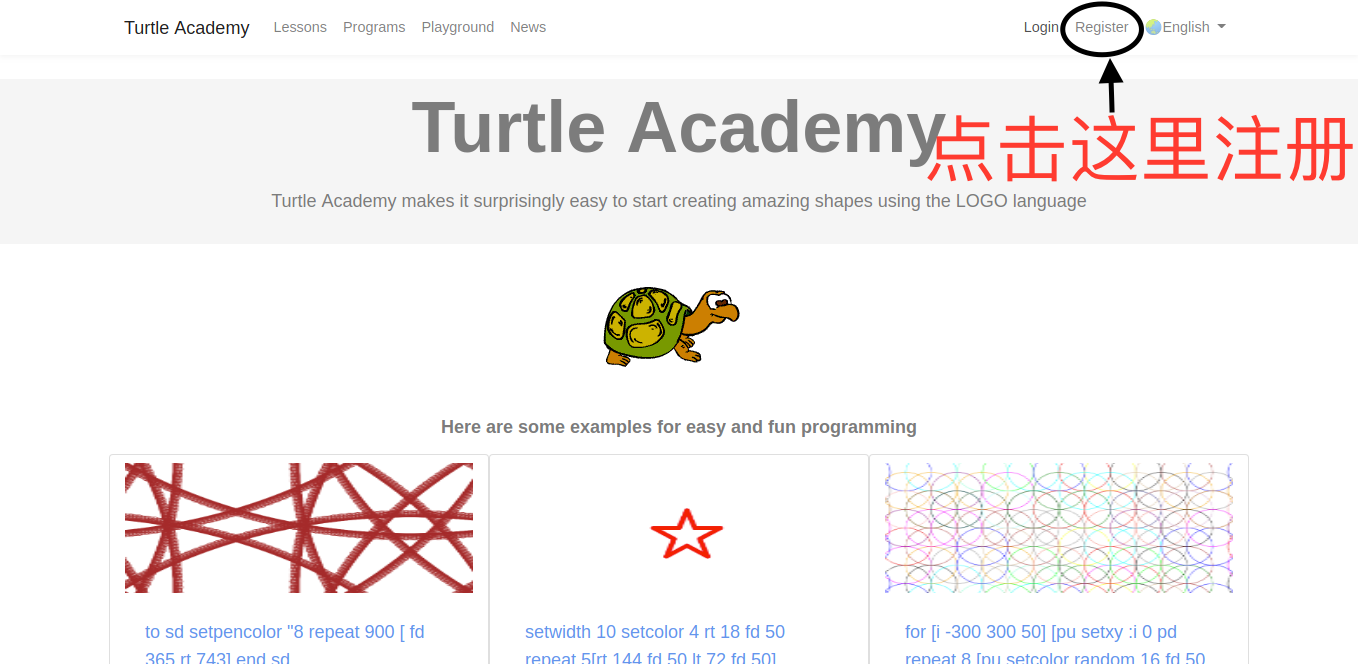 Turtle Academy Lessons Programs Playground News Login Register English
Turtle Academy
点击这里注册
Turtle Academy makes it surprisingly easy to start creating amazing shapes using the LOGO language
Here are some examples for easy and fun programming
to sd setpencolor "8 repeat 900 [ fd
365 rt 743] end sd
setwidth 10 setcolor 4 rt 18 fd 50
repeat 5[rt 144 fd 50 lt 72 fd 50]
for [i -300 300 50] [pu setxy :i 0 pd
repeat 8 [pu setcolor random 16 fd 50